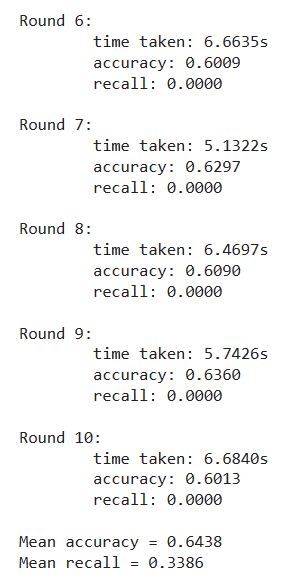 Round 6:
time taken: 6.6635s
accuracy: 0.6009
recall: 0.0000
Round 7:
time taken: 5.1322s
accuracy: 0.6297
recall: 0.0000
Round 8:
time taken: 6.4697s
accuracy: 0.6090
recall: 0.0000
Round 9:
time taken: 5.7426s
accuracy: 0.6360
recall: 0.0000
Round 10:
time taken: 6.6840s
accuracy: 0.6013
recall: 0.0000
Mean accuracy = 0.6438
Mean recall = 0.3386